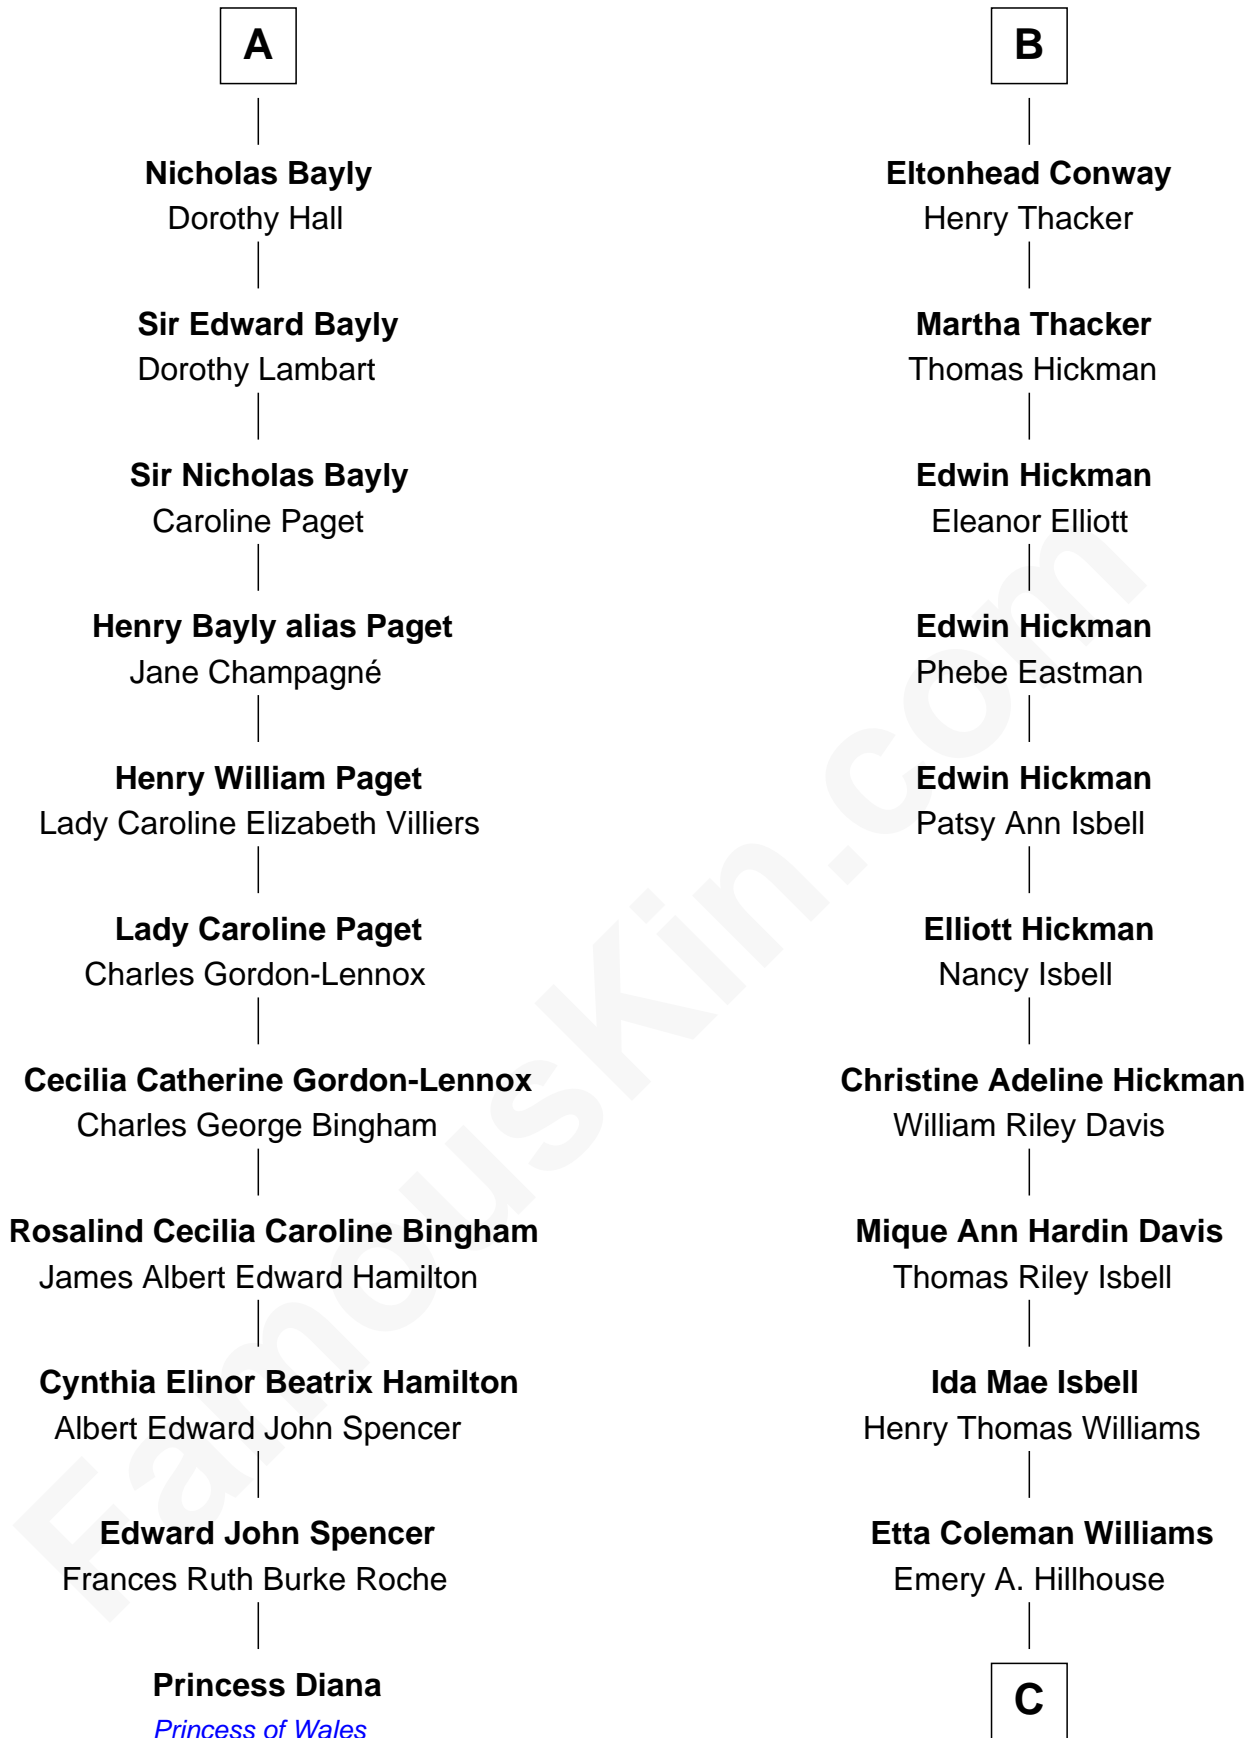 A
Nicholas Bayly
Dorothy Hall
Sir Edward Bayly
Dorothy Lambart
Sir Nicholas Bayly
Caroline Paget
Henry Bayly alias Paget
Jane Champagné
Henry William Paget
Lady Caroline Elizabeth Villiers
Lady Caroline Paget
Charles Gordon-Lennox
Cecilia Catherine Gordon-Lennox
Charles George Bingham
Rosalind Cecilia Caroline Bingham
James Albert Edward Hamilton
Cynthia Elinor Beatrix Hamilton
Albert Edward John Spencer
Edward John Spencer
Frances Ruth Burke Roche
Princess Diana
Princess of Wales
B
Eltonhead Conway
Henry Thacker
Martha Thacker
Thomas Hickman
Edwin Hickman
Eleanor Elliott
Edwin Hickman
Phebe Eastman
Edwin Hickman
Patsy Ann Isbell
Elliott Hickman
Nancy Isbell
Christine Adeline Hickman
William Riley Davis
Mique Ann Hardin Davis
Thomas Riley Isbell
Ida Mae Isbell
Henry Thomas Williams
Etta Coleman Williams
Emery A. Hillhouse
C
FamousKin.com